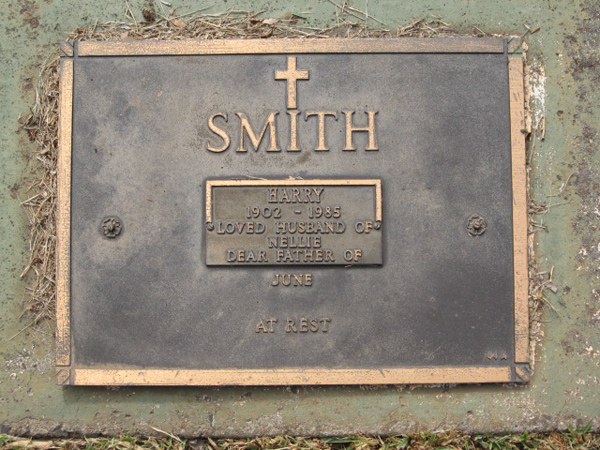 SMITH
HARRY
1902 - 1985
LOVED HUSBAND OF
NELLIE
DEAR FATHER OF
JUNE
AT REST